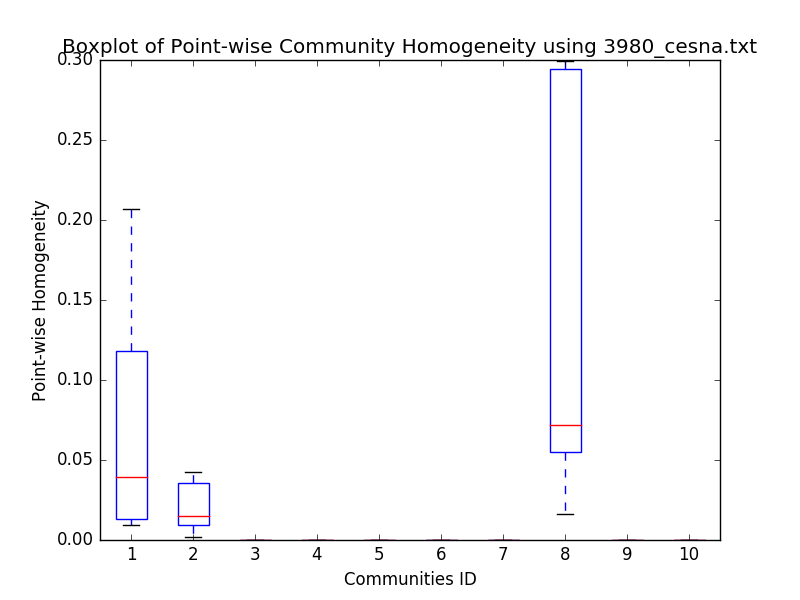 Boxplot of Point-wise Community Homogeneity using 3980_cesna.txt
0.30
0.25
0.20
0.15
0.10
0.05
0.00
Point-wise Homogeneity
1 2 3 4 5 6 7 8 9 10
Communities ID